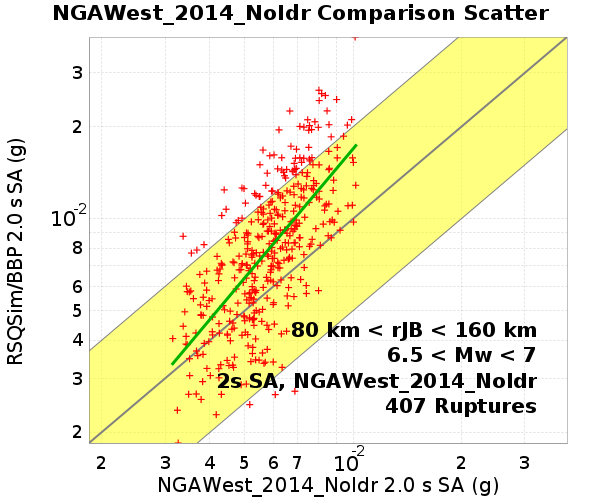 NGAWest_2014_NoIdr Comparison Scatter
RSQSim/BBP 2.0 s SA (g)
3
2
10-2
8
6
5
4
3
2
80 km < rJB < 160 km
6.5 < Mw < 7
2s SA, NGAWest_2014_NoIdr
407 Ruptures
2 3 4 5 6 7 10-2 2 3
NGAWest_2014_NoIdr 2.0 s SA (g)